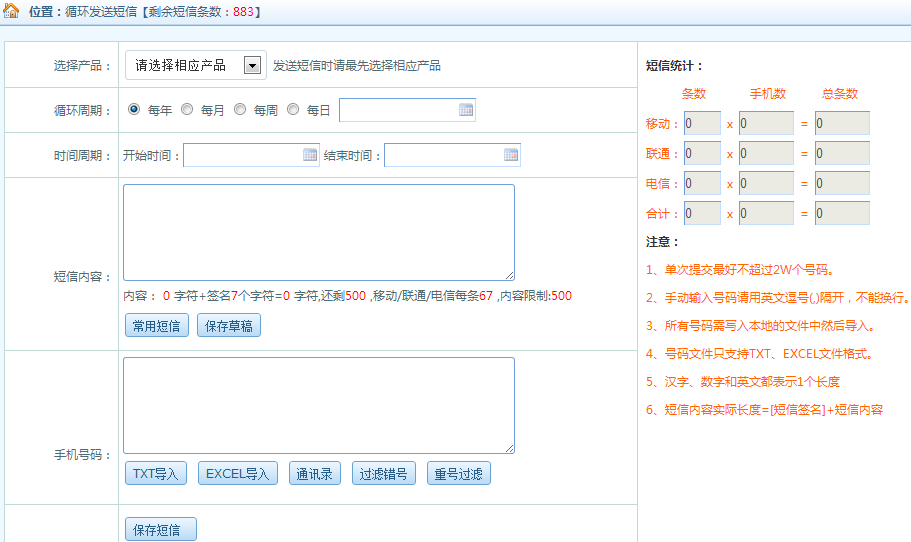 位置：循环发送短信【剩余短信条数：883】
选择产品： 请选择相应产品 发送短信时请最先选择相应产品
循环周期： 每年 每月 每周 每日
时间周期： 开始时间： 结束时间：
短信内容：
内容： 0 字符+签名7个字符=0 字符,还剩500 ,移动/联通/电信每条67 ,内容限制:500
常用短信 保存草稿
手机号码：
TXT导入 EXCEL导入 通讯录 过滤错号 重号过滤
保存短信
短信统计：
条数 手机数 总条数
移动： 0 x 0 = 0
联通： 0 x 0 = 0
电信： 0 x 0 = 0
合计： 0 x 0 = 0
注意：
1、单次提交最好不超过2W个号码。
2、手动输入号码请用英文逗号(,)隔开，不能换行。
3、所有号码需写入本地的文件中然后导入。
4、号码文件只支持TXT、EXCEL文件格式。
5、汉字、数字和英文都表示1个长度
6、短信内容实际长度=[短信签名]+短信内容